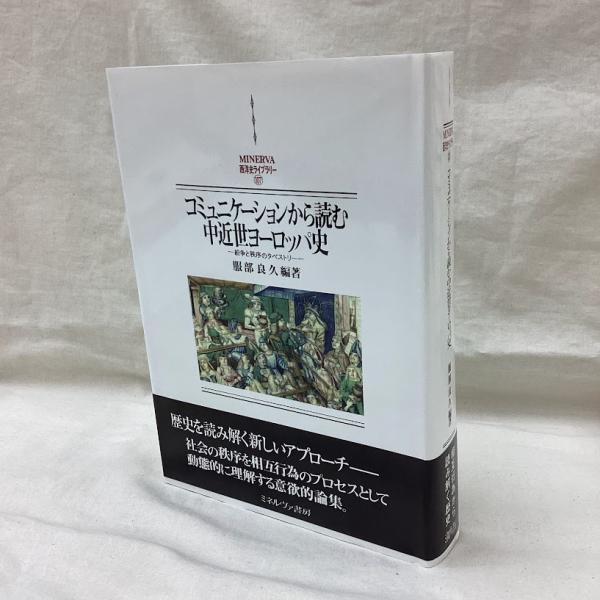 MINERVA
西洋史ライブラリー
107
コミュニケーションから読む
中近世ヨーロッパ史
―紛争と秩序のタペストリー―
服部良久編著
歴史を読み解く新しいアプローチ――
社会の秩序を相互行為のプロセスとして
動態的に理解する意欲的論集。
ミネルヴァ書房